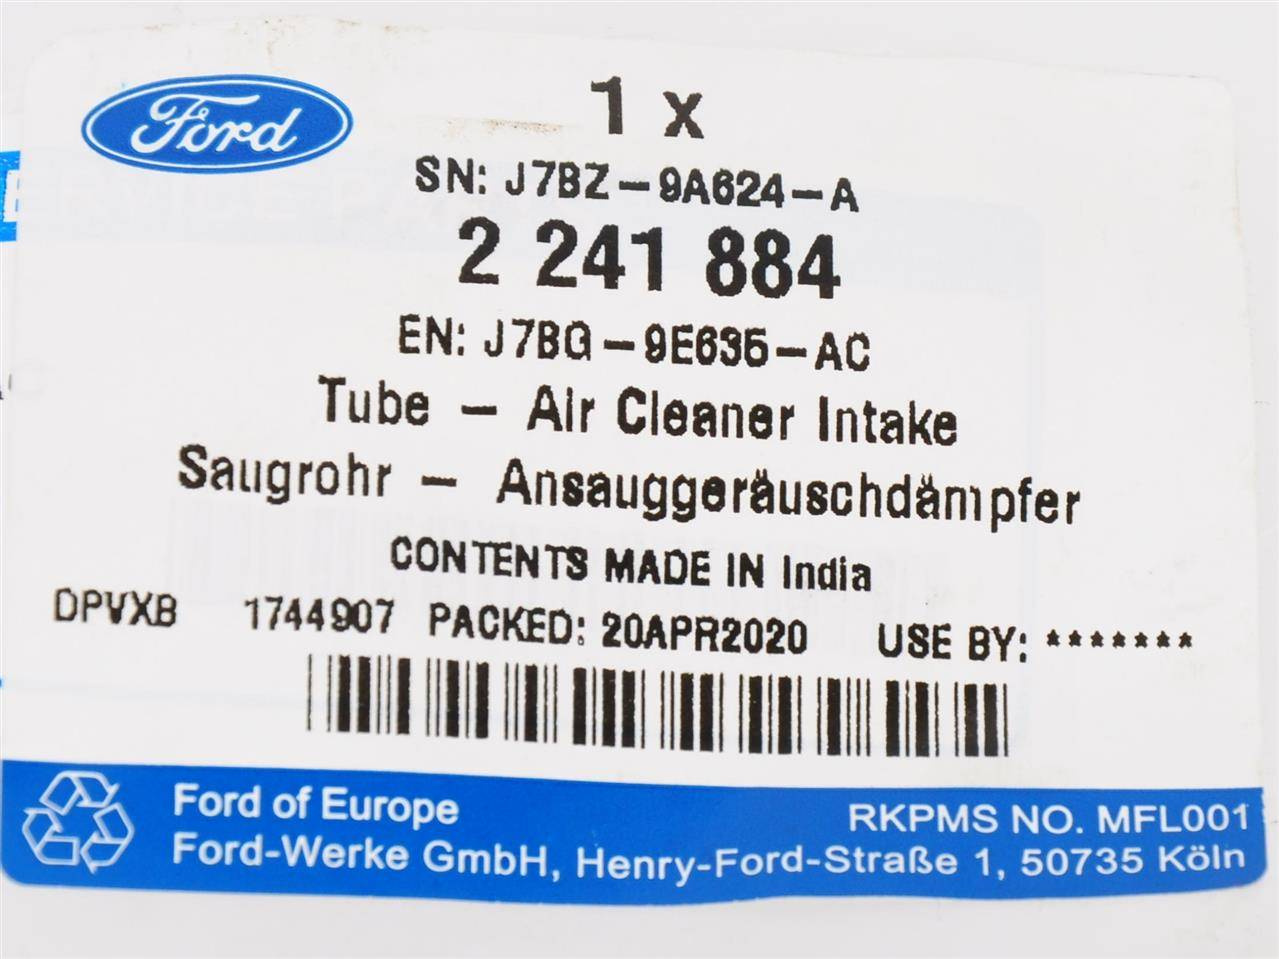 Ford
1 x
SN: J7BZ-9A624-A
2 241 884
EN: J7BG-9E635-AC
Tube - Air Cleaner Intake
Saugrohr - Ansauggeräuschdämpfer
CONTENTS MADE IN India
DPVXB 1744907 PACKED: 20APR2020 USE BY: *******
Ford of Europe
RKPMS NO. MFL001
Ford-Werke GmbH, Henry-Ford-Straße 1, 50735 Köln